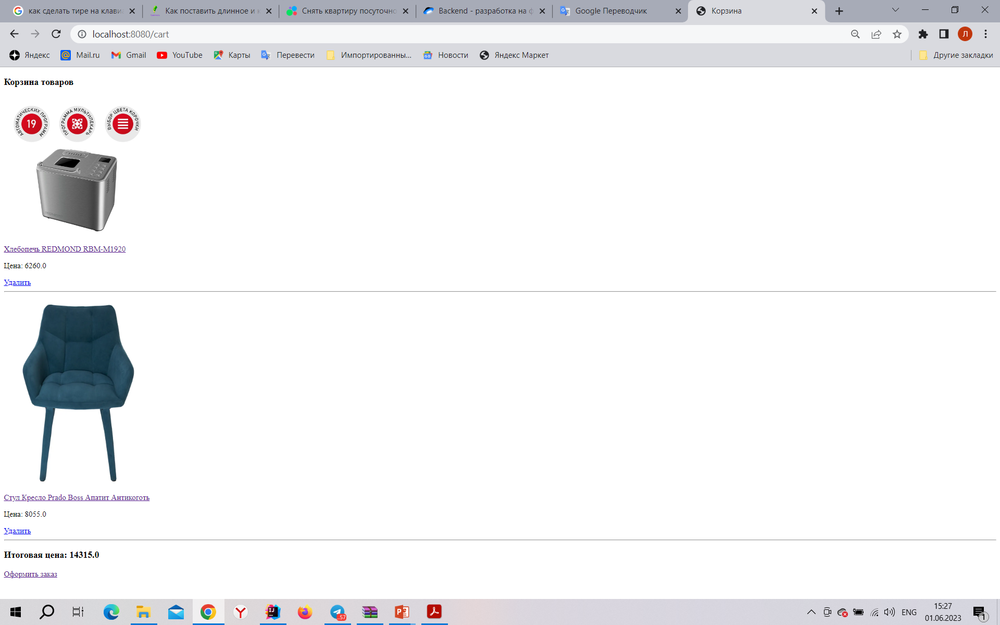 как сделать тире на клави
Как поставить длинное и к
Снять квартиру посуточно
Backend - разработка на ф
Google Переводчик
Корзина
localhost:8080/cart
Л
Яндекс
Mail.ru
Gmail
YouTube
Карты
Перевести
Импортированны...
Новости
Яндекс Маркет
Другие закладки
Корзина товаров
19 АВТОМАТИЧЕСКИХ ПРОГРАММ
ПРОГРАММА МУЛЬТИПЕКАРЬ
ВЫБОР ЦВЕТА КОРОЧКИ
Хлебопечь REDMOND RBM-M1920
Цена: 6260.0
Удалить
Стул Кресло Prado Boss Апатит Антикоготь
Цена: 8055.0
Удалить
Итоговая цена: 14315.0
Оформить заказ
ENG
15:27
01.06.2023
1